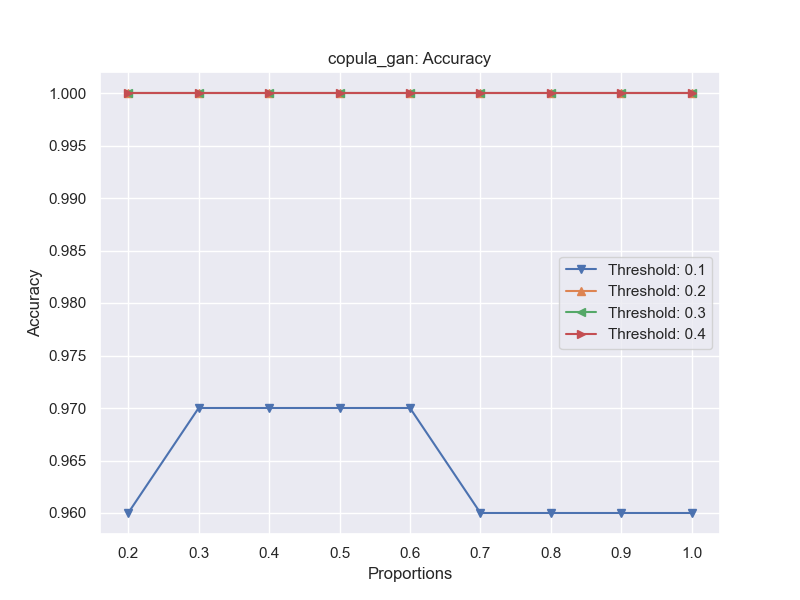 copula_gan: Accuracy
1.000
0.995
0.990
0.985
0.980
0.975
0.970
0.965
0.960
Accuracy
Threshold: 0.1
Threshold: 0.2
Threshold: 0.3
Threshold: 0.4
0.2 0.3 0.4 0.5 0.6 0.7 0.8 0.9 1.0
Proportions